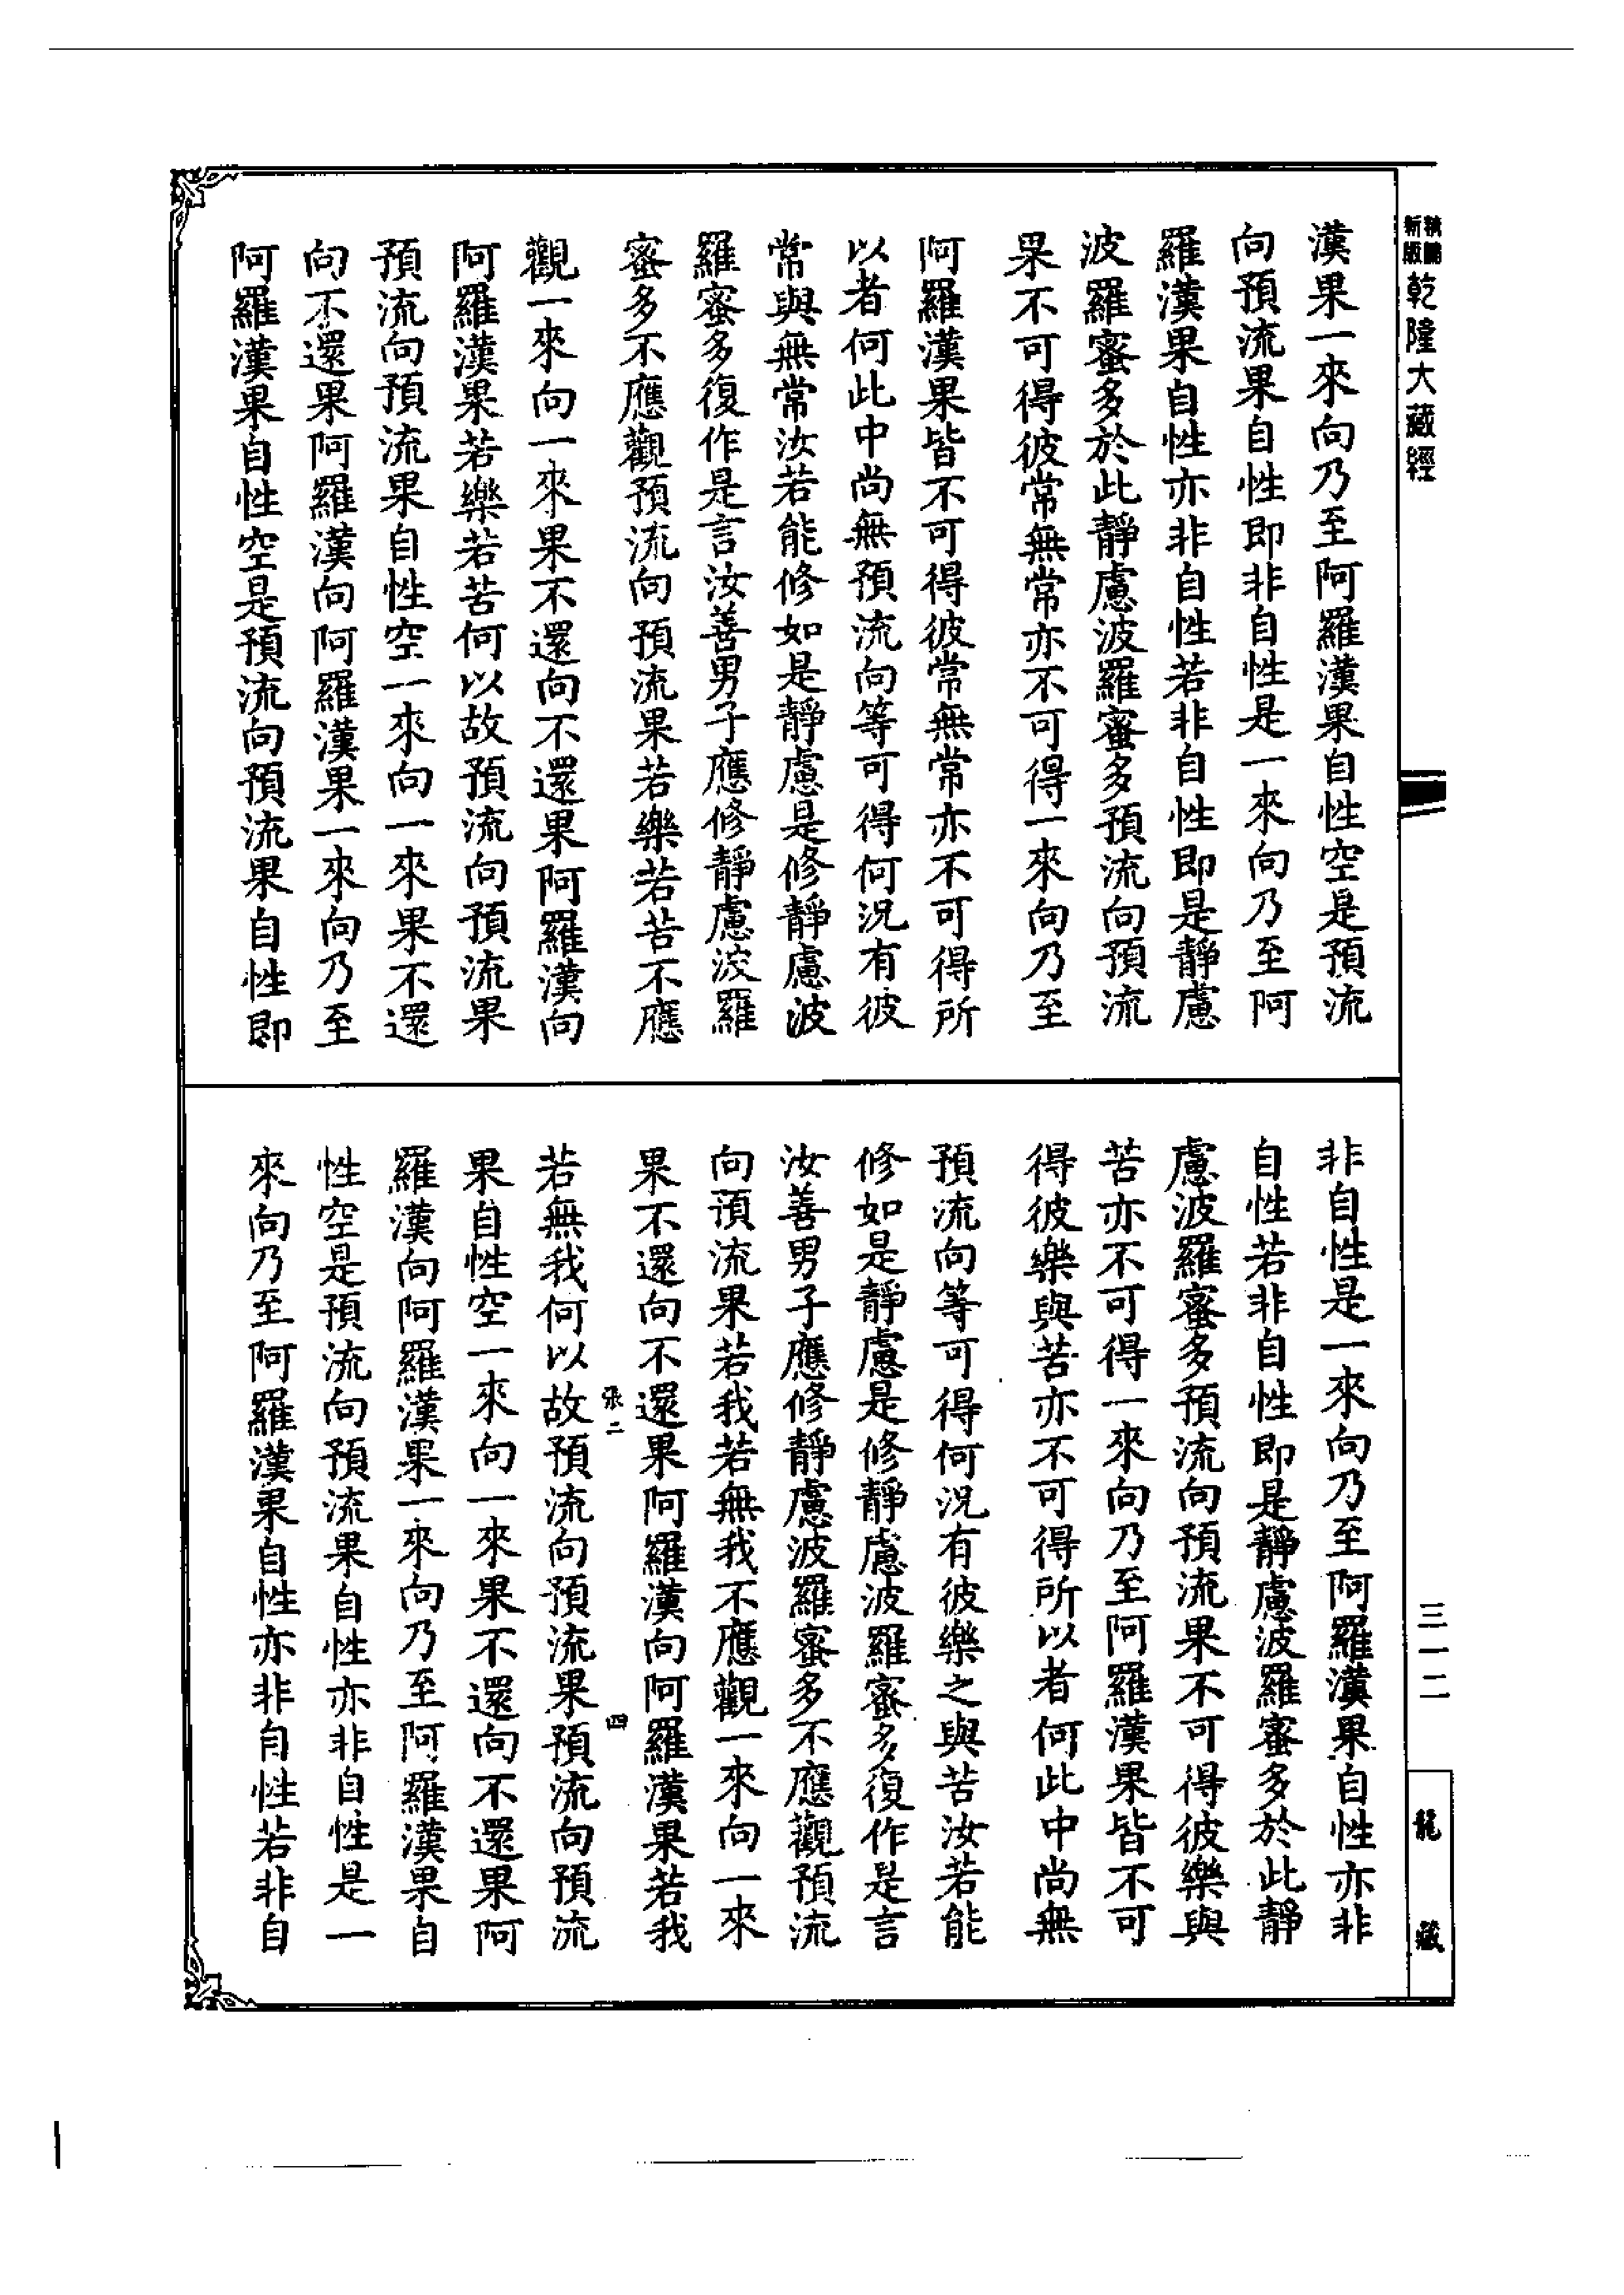 新版精編乾隆大藏經
漢果一來向乃至阿羅漢果自性空是預流
向預流果自性即非自性是一來向乃至阿
羅漢果自性亦非自性若非自性即是靜慮
波羅蜜多於此靜慮波羅蜜多預流向預流
果不可得彼常無常亦不可得一來向乃至
阿羅漢果皆不可得彼常無常亦不可得所
以者何此中尚無預流向等可得何況有彼
常與無常汝若能修如是靜慮是修靜慮波
羅蜜多復作是言汝善男子應修靜慮波羅
蜜多不應觀預流向預流果若樂若苦不應
觀一來向一來果不還向不還果阿羅漢向
阿羅漢果若樂若苦何以故預流向預流果
預流向預流果自性空一來向一來果不還
向不還果阿羅漢向阿羅漢果一來向乃至
阿羅漢果自性空是預流向預流果自性即
非自性是一來向乃至阿羅漢果自性亦非
自性若非自性即是靜慮波羅蜜多於此靜
慮波羅蜜多預流向預流果不可得彼樂與
苦亦不可得一來向乃至阿羅漢果皆不可
得彼樂與苦亦不可得所以者何此中尚無
預流向等可得何況有彼樂之與苦汝若能
修如是靜慮是修靜慮波羅蜜多復作是言
汝善男子應修靜慮波羅蜜多不應觀預流
向預流果若我若無我不應觀一來向一來
果不還向不還果阿羅漢向阿羅漢果若我
張二 四
若無我何以故預流向預流果預流向預流
果自性空一來向一來果不還向不還果阿
羅漢向阿羅漢果一來向乃至阿羅漢果自
性空是預流向預流果自性亦非自性是一
來向乃至阿羅漢果自性亦非自性若非自
三一二
龍藏